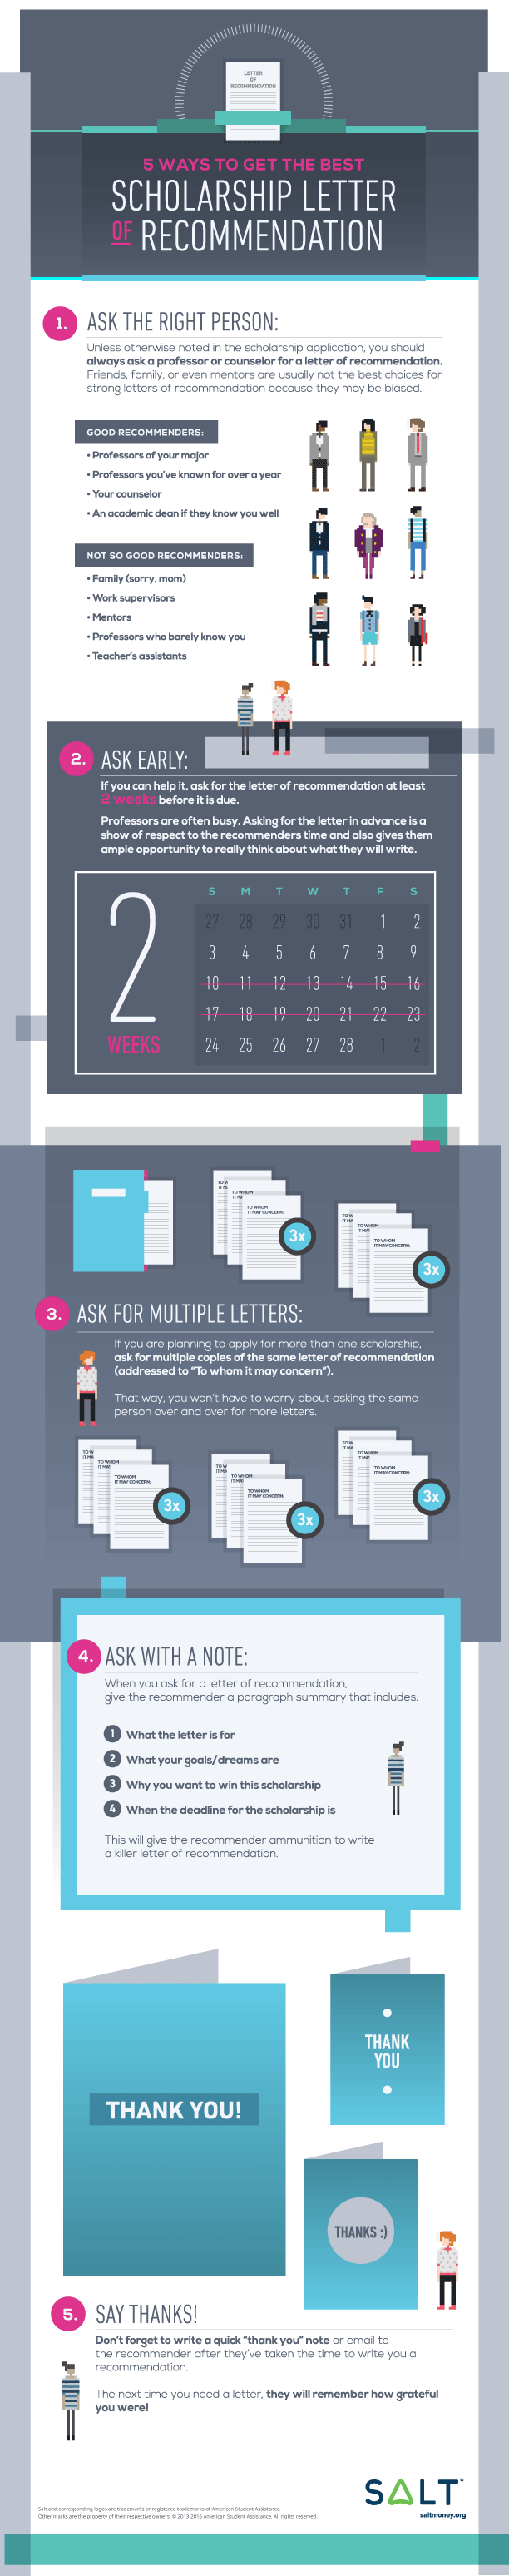 LETTER
OF
RECOMMENDATION
5 WAYS TO GET THE BEST
SCHOLARSHIP LETTER
OF RECOMMENDATION
1. ASK THE RIGHT PERSON:
Unless otherwise noted in the scholarship application, you should
always ask a professor or counselor for a letter of recommendation.
Friends, family, or even mentors are usually not the best choices for
strong letters of recommendation because they may be biased.
GOOD RECOMMENDERS:
• Professors of your major
• Professors you've known for over a year
• Your counselor
• An academic dean if they know you well
NOT SO GOOD RECOMMENDERS:
• Family (sorry, mom)
• Work supervisors
• Mentors
• Professors who barely know you
• Teacher's assistants
2. ASK EARLY:
If you can help it, ask for the letter of recommendation at least
2 weeks before it is due.
Professors are often busy. Asking for the letter in advance is a
show of respect to the recommenders time and also gives them
ample opportunity to really think about what they will write.
2
WEEKS
S M T W T F S
27 28 29 30 31 1 2
3 4 5 6 7 8 9
10 11 12 13 14 15 16
17 18 19 20 21 22 23
24 25 26 27 28 1 2
TO WHOM
IT MAY CONCERN:
3x
TO WHOM
IT MAY CONCERN:
3x
3. ASK FOR MULTIPLE LETTERS:
If you are planning to apply for more than one scholarship,
ask for multiple copies of the same letter of recommendation
(addressed to "To whom it may concern").
That way, you won't have to worry about asking the same
person over and over for more letters.
TO WHOM
IT MAY CONCERN:
3x
TO WHOM
IT MAY CONCERN:
3x
TO WHOM
IT MAY CONCERN:
3x
4. ASK WITH A NOTE:
When you ask for a letter of recommendation,
give the recommender a paragraph summary that includes:
1 What the letter is for
2 What your goals/dreams are
3 Why you want to win this scholarship
4 When the deadline for the scholarship is
This will give the recommender ammunition to write
a killer letter of recommendation.
THANK
YOU
THANK YOU!
THANKS :)
5. SAY THANKS!
Don't forget to write a quick "thank you" note or email to
the recommender after they've taken the time to write you a
recommendation.
The next time you need a letter, they will remember how grateful
you were!
SALT
saltmoney.org
Salt and corresponding logos are trademarks or registered trademarks of American Student Assistance.
Other marks are the property of their respective owners. © 2013-2016 American Student Assistance. All rights reserved.